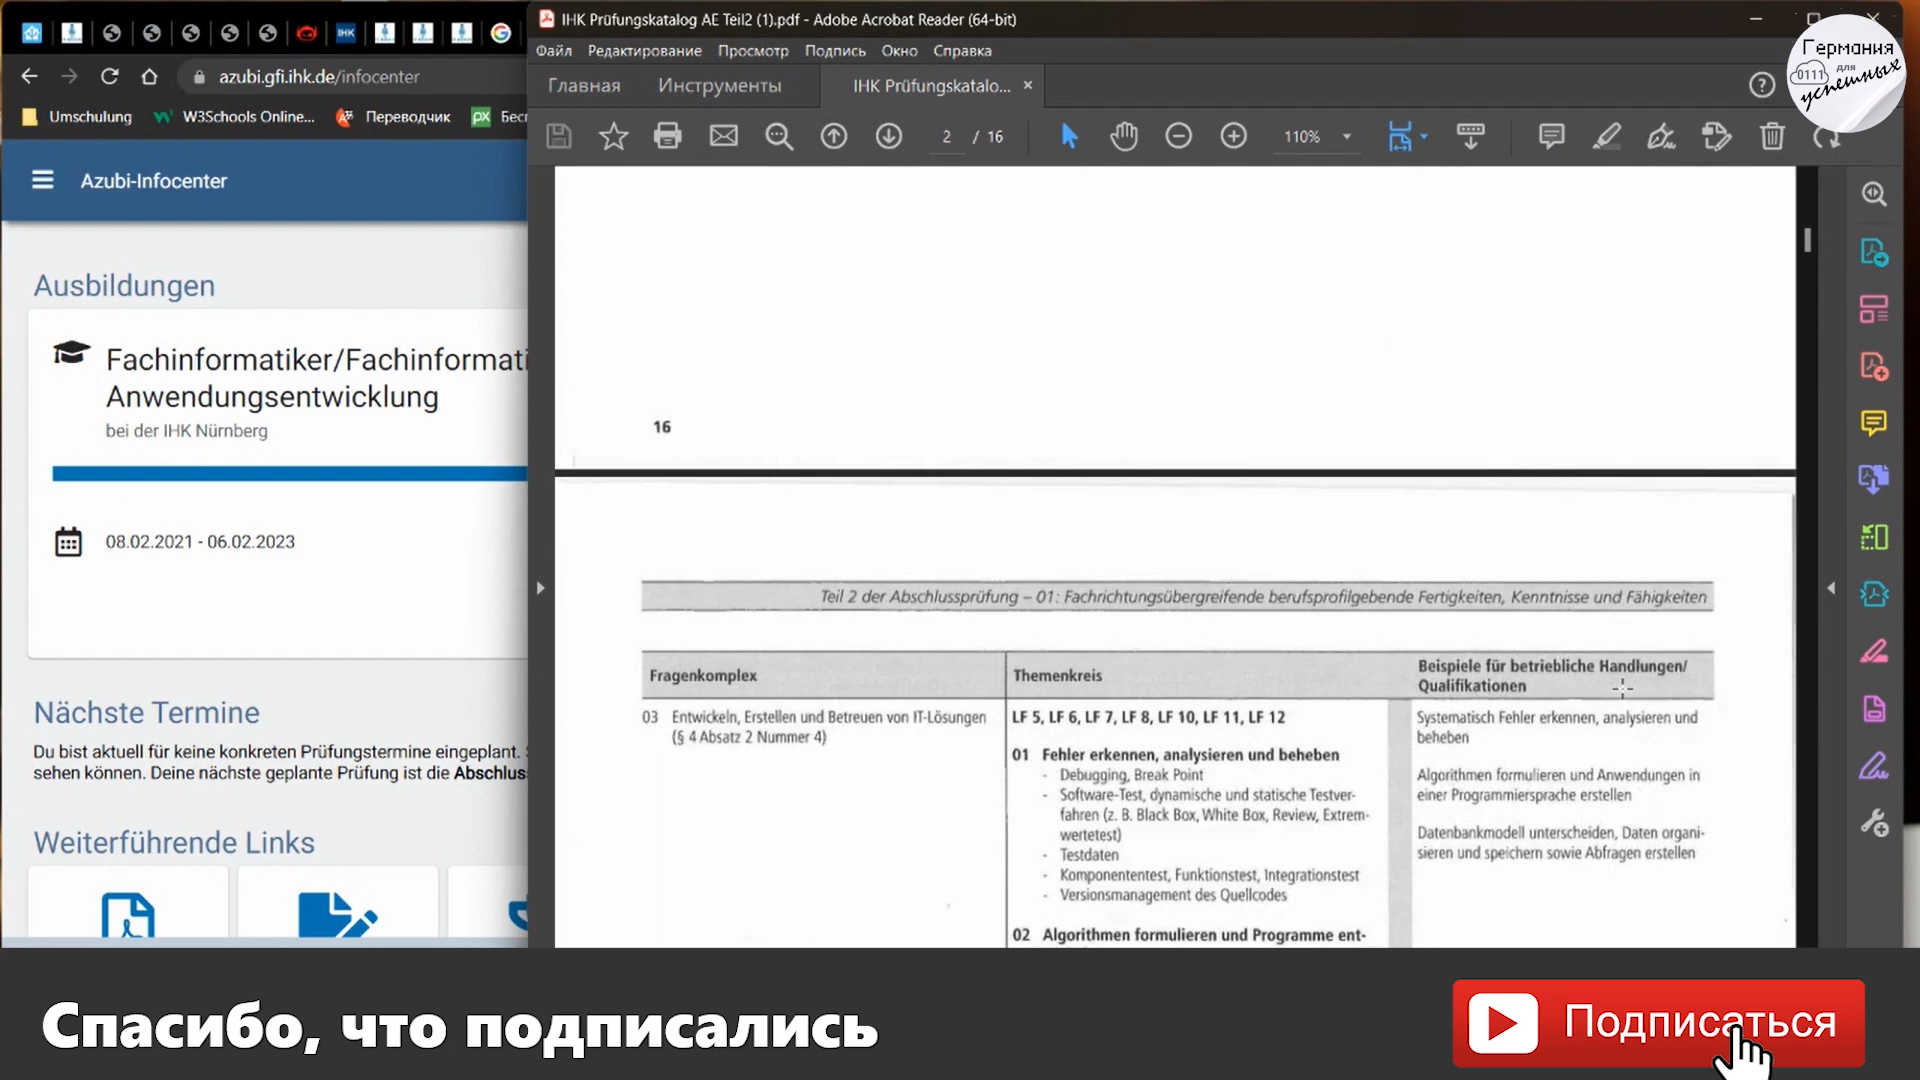 IHK Prüfungskatalog AE Teil2 (1).pdf - Adobe Acrobat Reader (64-bit)
Файл Редактирование Просмотр Подпись Окно Справка
Главная Инструменты IHK Prüfungskatalo... ×
2 / 16 110%
Германия
для
0111
успешных
IHK
azubi.gfi.ihk.de/infocenter
Umschulung W3Schools Online... Переводчик px Бесп
Azubi-Infocenter
Ausbildungen
Fachinformatiker/Fachinformati
Anwendungsentwicklung
bei der IHK Nürnberg
08.02.2021 - 06.02.2023
Nächste Termine
Du bist aktuell für keine konkreten Prüfungstermine eingeplant.
sehen können. Deine nächste geplante Prüfung ist die Abschlus
Weiterführende Links
16
Teil 2 der Abschlussprüfung – 01: Fachrichtungsübergreifende berufsprofilgebende Fertigkeiten, Kenntnisse und Fähigkeiten
Fragenkomplex
Themenkreis
Beispiele für betriebliche Handlungen/
Qualifikationen
03 Entwickeln, Erstellen und Betreuen von IT-Lösungen
(§ 4 Absatz 2 Nummer 4)
LF 5, LF 6, LF 7, LF 8, LF 10, LF 11, LF 12
01 Fehler erkennen, analysieren und beheben
- Debugging, Break Point
- Software-Test, dynamische und statische Testver-
fahren (z. B. Black Box, White Box, Review, Extrem-
wertetest)
- Testdaten
- Komponententest, Funktionstest, Integrationstest
- Versionsmanagement des Quellcodes
02 Algorithmen formulieren und Programme ent-
Systematisch Fehler erkennen, analysieren und
beheben
Algorithmen formulieren und Anwendungen in
einer Programmiersprache erstellen
Datenbankmodell unterscheiden, Daten organi-
sieren und speichern sowie Abfragen erstellen
Спасибо, что подписались
Подписаться